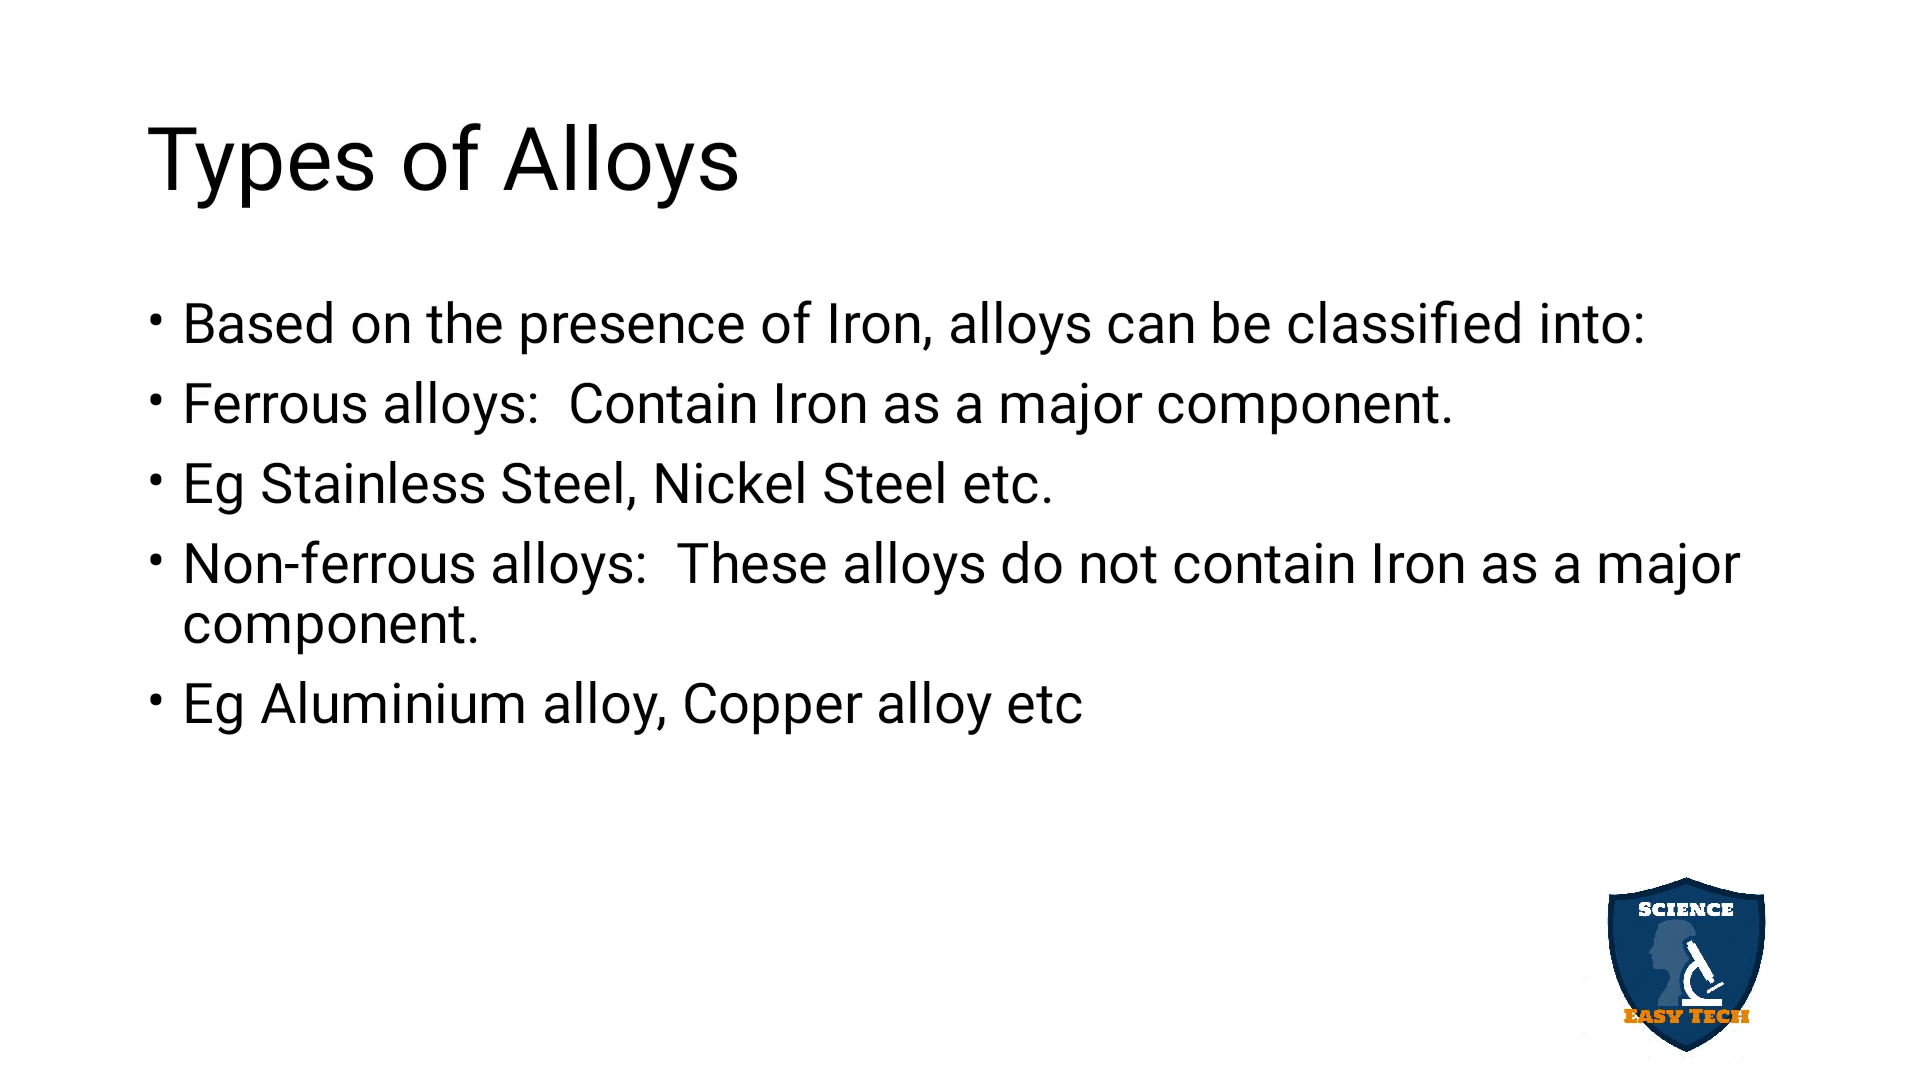 Types of Alloys
• Based on the presence of Iron, alloys can be classified into:
• Ferrous alloys:  Contain Iron as a major component.
• Eg Stainless Steel, Nickel Steel etc.
• Non-ferrous alloys:  These alloys do not contain Iron as a major
component.
• Eg Aluminium alloy, Copper alloy etc
SCIENCE
EASY TECH